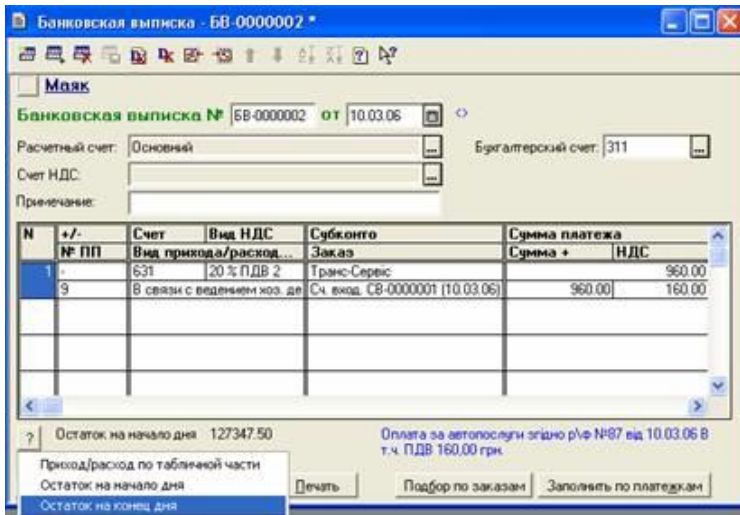 Банковская выписка - БВ-0000002 *
Маяк
Банковская выписка № БВ-0000002 от 10.03.06 <>
Расчетный счет: Основний ... Бухгалтерский счет: 311 ...
Счет НДС: ...
Примечание:
N +/- Счет Вид НДС Субконто Сумма платежа
№ ПП Вид прихода/расход... Заказ Сумма + НДС
1 - 631 20 % ПДВ 2 Транс-Сервіс 960.00
9 В связи с ведением хоз. де Сч. вход. СВ-0000001 (10.03.06) 960.00 160.00
? Остаток на начало дня 127347.50 Оплата за автопослуги згідно р\ф №87 від 10.03.06 В
т.ч. ПДВ 160,00 грн.
Приход/расход по табличной части
Остаток на начало дня Печать Подбор по заказам Заполнить по платежкам
Остаток на конец дня